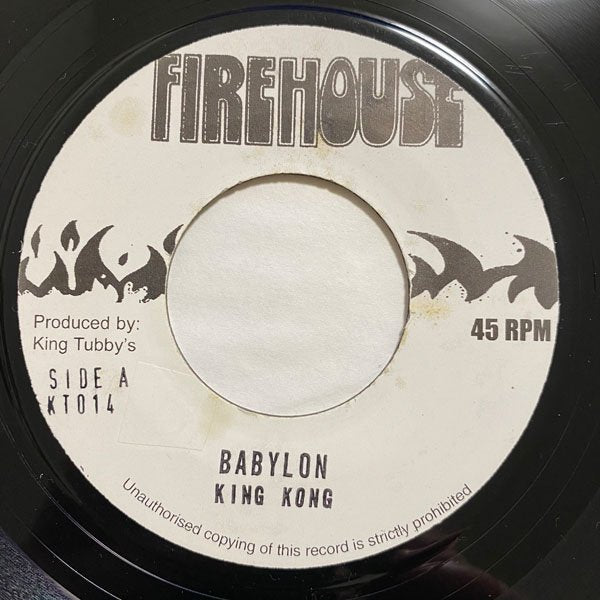 FIREHOUSE
Produced by:
King Tubby's
45 RPM
SIDE A
KT014
BABYLON
KING KONG
Unauthorised copying of this record is strictly prohibited